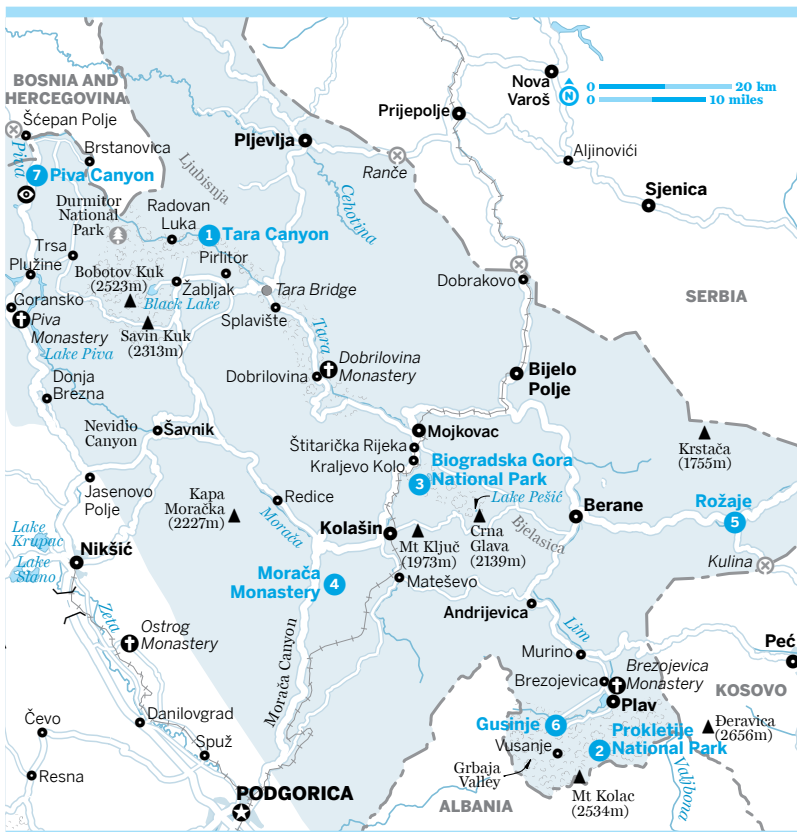 BOSNIA AND
HERCEGOVINA
Nova
Varoš
N
0 20 km
0 10 miles
Šćepan Polje
Prijepolje
Brstanovica
Pljevlja
Piva
Ljubisnja
Ranče
Aljinovići
7 Piva Canyon
Sjenica
Durmitor
National
Park
Radovan
Luka
Cehotina
1 Tara Canyon
Trsa
Pirlitor
Plužine
Bobotov Kuk
(2523m)
Žabljak
Tara Bridge
Dobrakovo
Goransko
Black Lake
SERBIA
Splavište
Piva
Monastery
Savin Kuk
(2313m)
Tara
Lake Piva
Dobrilovina
Monastery
Dobrilovina
Bijelo
Polje
Donja
Brezna
Nevidio
Canyon
Šavnik
Mojkovac
Štitarička Rijeka
Kraljevo Kolo
Krstača
(1755m)
Biogradska Gora
National Park
3
Jasenovo
Polje
Kapa
Moračka
(2227m)
Redice
Lake Pešić
Berane
Rožaje
5
Morača
Kolašin
Crna
Glava
(2139m)
Bjelasica
Lake
Krupac
Nikšić
Mt Ključ
(1973m)
Kulina
Lake
Slano
Morača
Monastery
4
Mateševo
Zeta
Andrijevica
Ostrog
Monastery
Lim
Murino
Peć
Morača Canyon
Brezojevica
Brezojevica
Monastery
KOSOVO
Plav
Čevo
Danilovgrad
Gusinje
6
Prokletije
National Park
2
Đeravica
(2656m)
Vusanje
Spuž
Grbaja
Valley
Valjbona
Resna
PODGORICA
ALBANIA
Mt Kolac
(2534m)